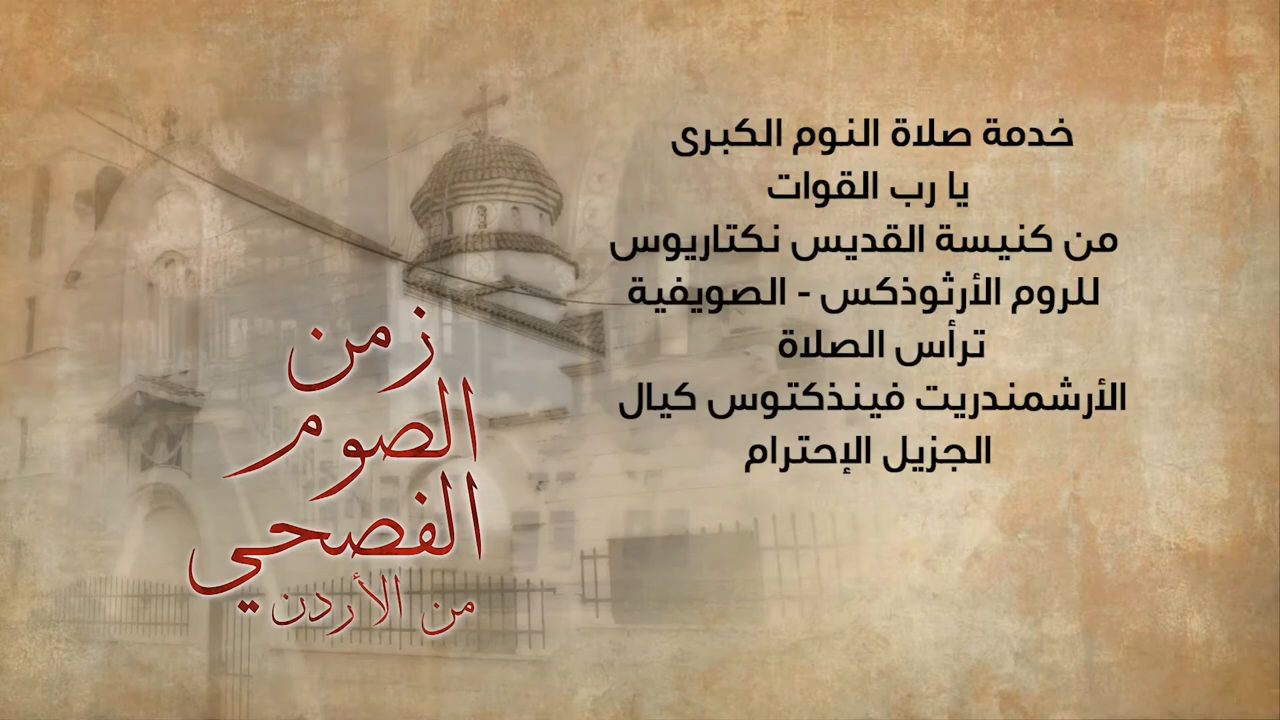 خدمة صلاة النوم الكبرى
يا رب القوات
من كنيسة القديس نكتاريوس
للروم الأرثوذكس - الصويفية
ترأس الصلاة
الأرشمندريت فينذكتوس كيال
الجزيل الإحترام
زمن
الصوم
الفصحي
من الأردن